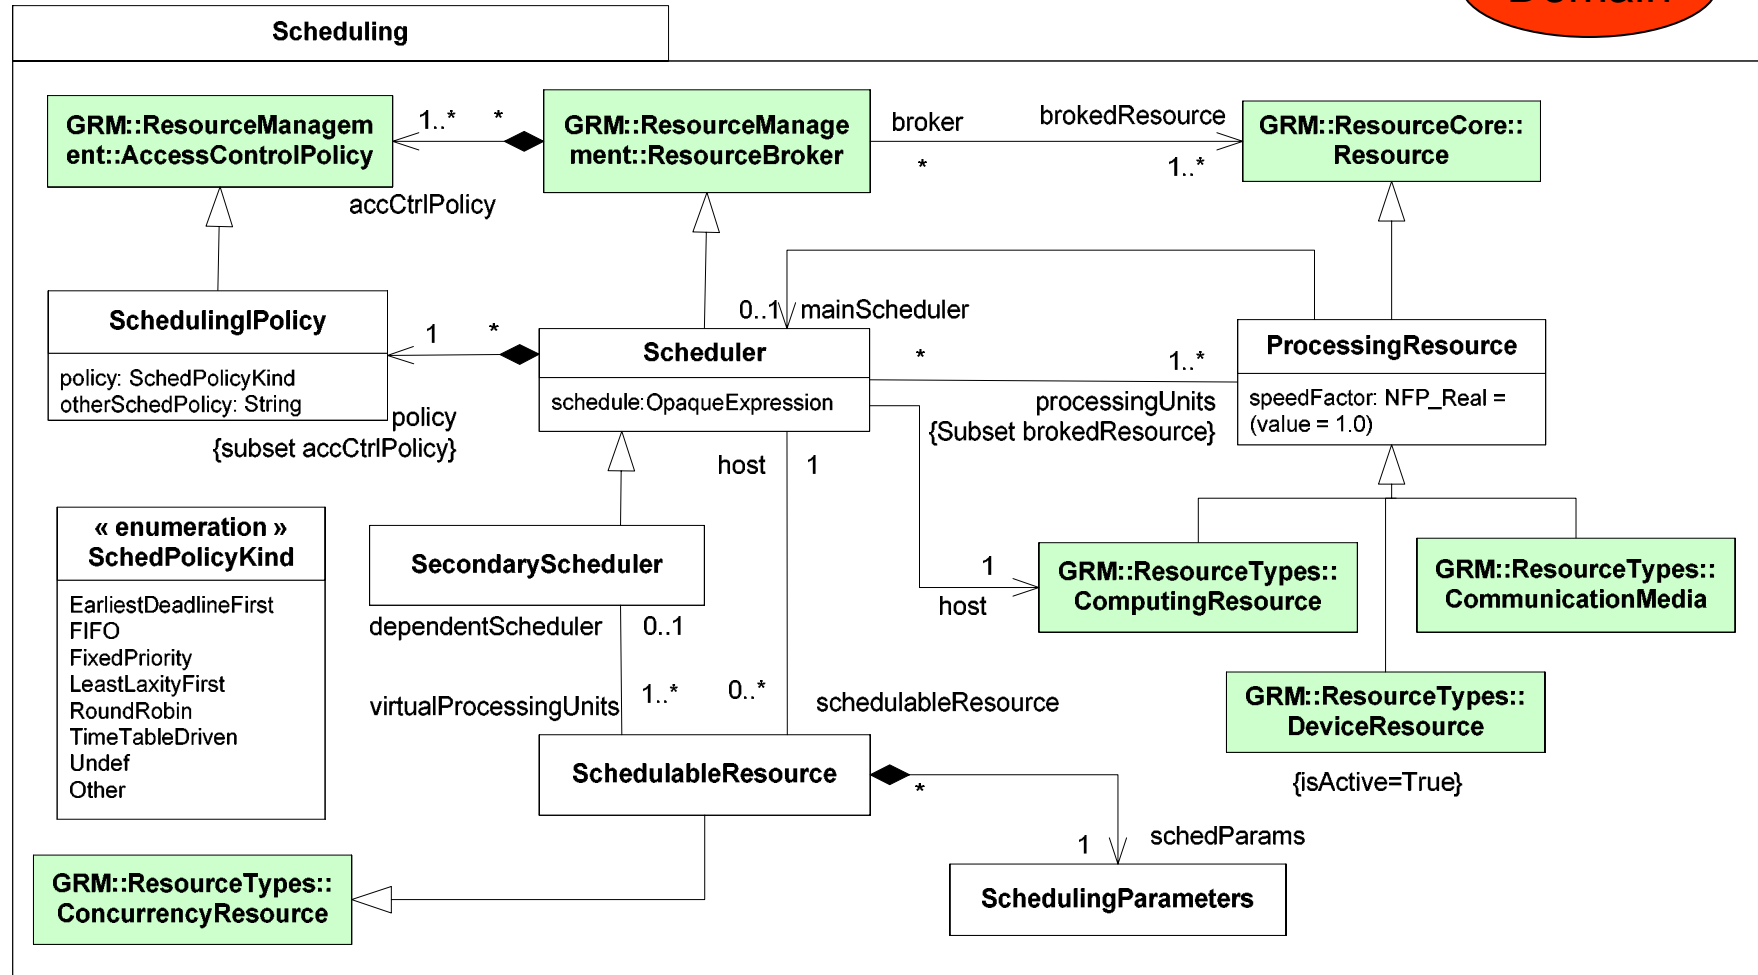 Domain
Scheduling
GRM::ResourceManagem
ent::AccessControlPolicy
1..*
*
accCtrlPolicy
GRM::ResourceManage
ment::ResourceBroker
broker
*
brokedResource
1..*
GRM::ResourceCore::
Resource
SchedulinglPolicy
policy: SchedPolicyKind
otherSchedPolicy: String
1
*
policy
{subset accCtrlPolicy}
0..1
mainScheduler
Scheduler
schedule:OpaqueExpression
*
1..*
processingUnits
{Subset brokedResource}
ProcessingResource
speedFactor: NFP_Real =
(value = 1.0)
host
1
« enumeration »
SchedPolicyKind
EarliestDeadlineFirst
FIFO
FixedPriority
LeastLaxityFirst
RoundRobin
TimeTableDriven
Undef
Other
SecondaryScheduler
dependentScheduler
0..1
virtualProcessingUnits
1..*
0..*
schedulableResource
1
host
GRM::ResourceTypes::
ComputingResource
GRM::ResourceTypes::
CommunicationMedia
GRM::ResourceTypes::
DeviceResource
{isActive=True}
SchedulableResource
*
1
schedParams
SchedulingParameters
GRM::ResourceTypes::
ConcurrencyResource